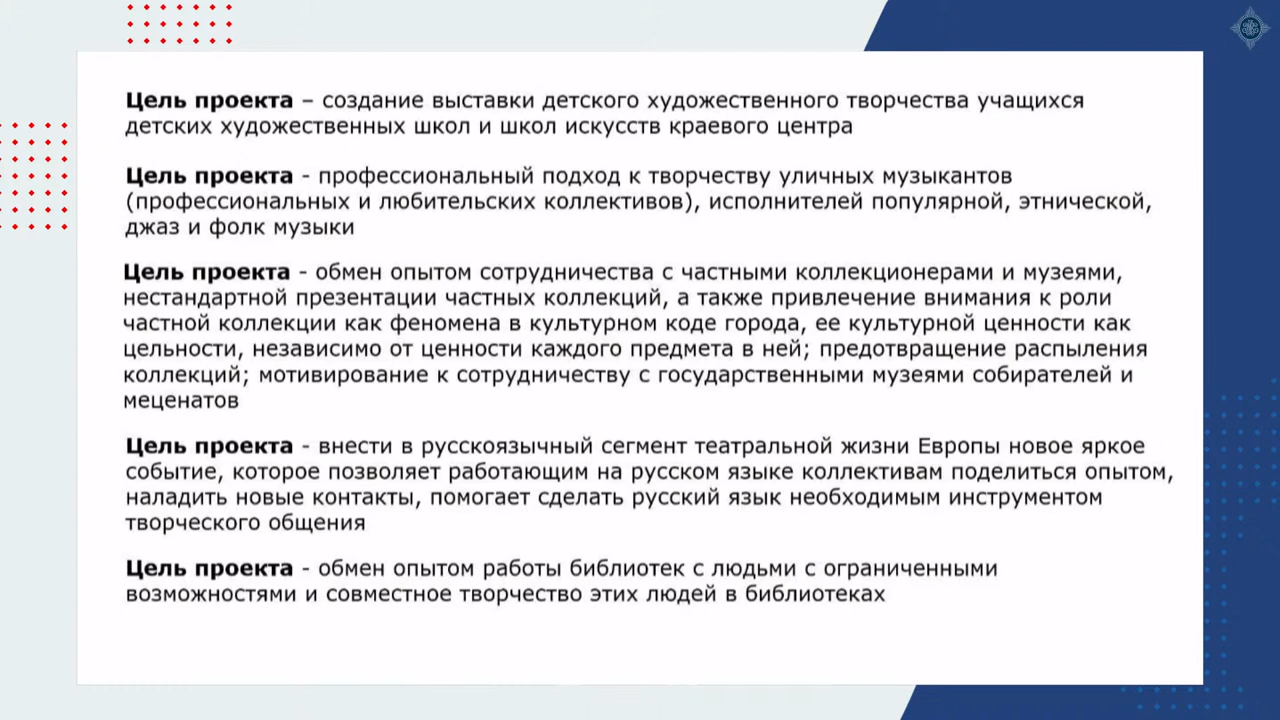 Цель проекта – создание выставки детского художественного творчества учащихся
детских художественных школ и школ искусств краевого центра
Цель проекта - профессиональный подход к творчеству уличных музыкантов
(профессиональных и любительских коллективов), исполнителей популярной, этнической,
джаз и фолк музыки
Цель проекта - обмен опытом сотрудничества с частными коллекционерами и музеями,
нестандартной презентации частных коллекций, а также привлечение внимания к роли
частной коллекции как феномена в культурном коде города, ее культурной ценности как
цельности, независимо от ценности каждого предмета в ней; предотвращение распыления
коллекций; мотивирование к сотрудничеству с государственными музеями собирателей и
меценатов
Цель проекта - внести в русскоязычный сегмент театральной жизни Европы новое яркое
событие, которое позволяет работающим на русском языке коллективам поделиться опытом,
наладить новые контакты, помогает сделать русский язык необходимым инструментом
творческого общения
Цель проекта - обмен опытом работы библиотек с людьми с ограниченными
возможностями и совместное творчество этих людей в библиотеках